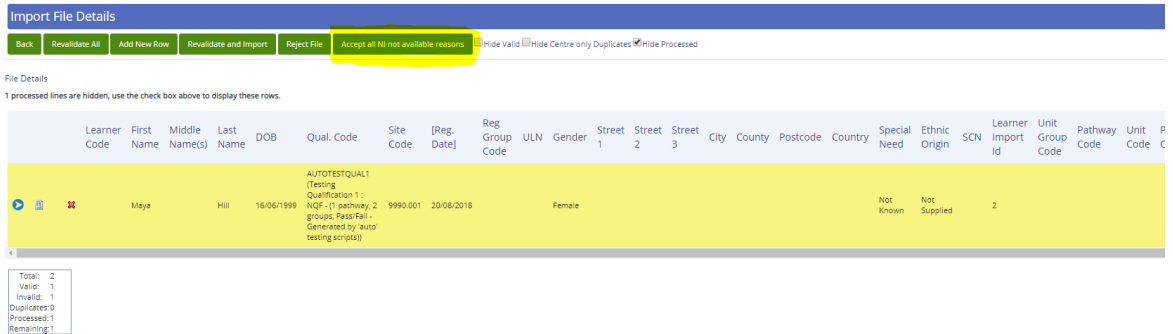 Import File Details
Back Revalidate All Add New Row Revalidate and Import Reject File Accept all NI not available reasons Hide Valid Hide Centre only Duplicates Hide Processed
File Details
1 processed lines are hidden, use the check box above to display these rows.
Learner Code First Name Middle Name(s) Last Name DOB Qual. Code Site Code [Reg. Date] Reg Group Code ULN Gender Street 1 Street 2 Street 3 City County Postcode Country Special Need Ethnic Origin SCN Learner Import Id Unit Group Code Pathway Code Unit Code
Maya Hill 16/06/1999 AUTOTESTQUAL1 (Testing Qualification 1 : NQF - (1 pathway, 2 groups, Pass/Fail - Generated by 'auto' testing scripts)) 9990.001 20/08/2018 Female Not Known Not Supplied 2
Total: 2
Valid: 1
Invalid: 1
Duplicates:0
Processed:1
Remaining:1